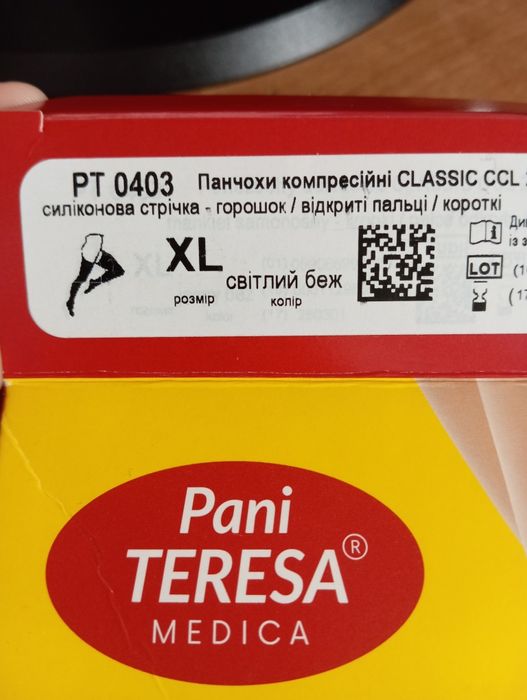 PT 0403 Панчохи компресійні CLASSIC CCL
силіконова стрічка - горошок / відкриті пальці / короткі
XL
розмір
світлий беж
колір
LOT
(17
Pani
TERESA®
MEDICA